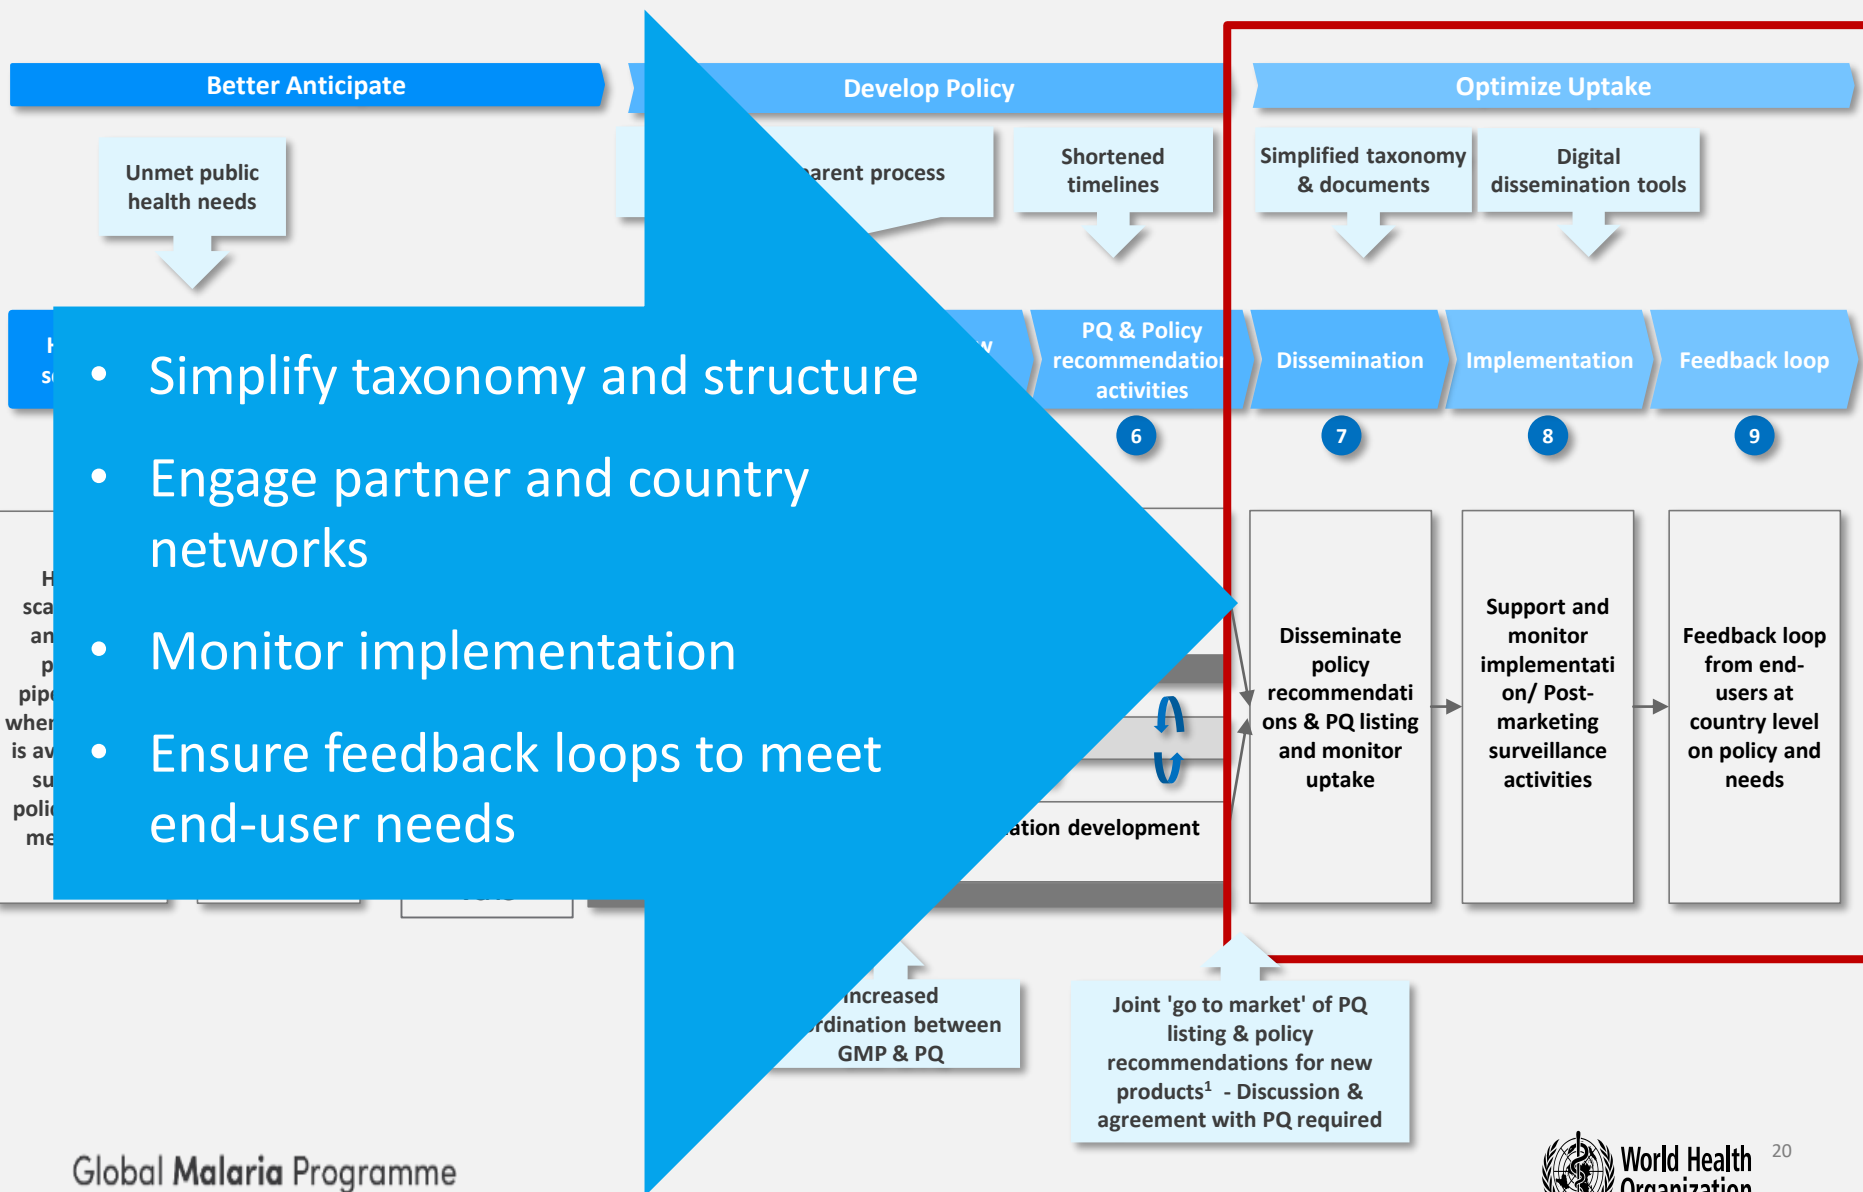 Better Anticipate
Develop Policy
Optimize Uptake
Unmet public
health needs
parent process
Shortened
timelines
Simplified taxonomy
& documents
Digital
dissemination tools
PQ & Policy
recommendation
activities
Dissemination
Implementation
Feedback loop
6
7
8
9
• Simplify taxonomy and structure
• Engage partner and country
networks
• Monitor implementation
• Ensure feedback loops to meet
end-user needs
is av
ation development
Disseminate
policy
recommendati
ons & PQ listing
and monitor
uptake
Support and
monitor
implementati
on/ Post-
marketing
surveillance
activities
Feedback loop
from end-
users at
country level
on policy and
needs
Increased
ordination between
GMP & PQ
Joint 'go to market' of PQ
listing & policy
recommendations for new
products1 - Discussion &
agreement with PQ required
Global Malaria Programme
World Health
Organization
20